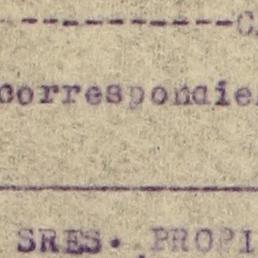 ------------C
correspondie
SRES. PROPI